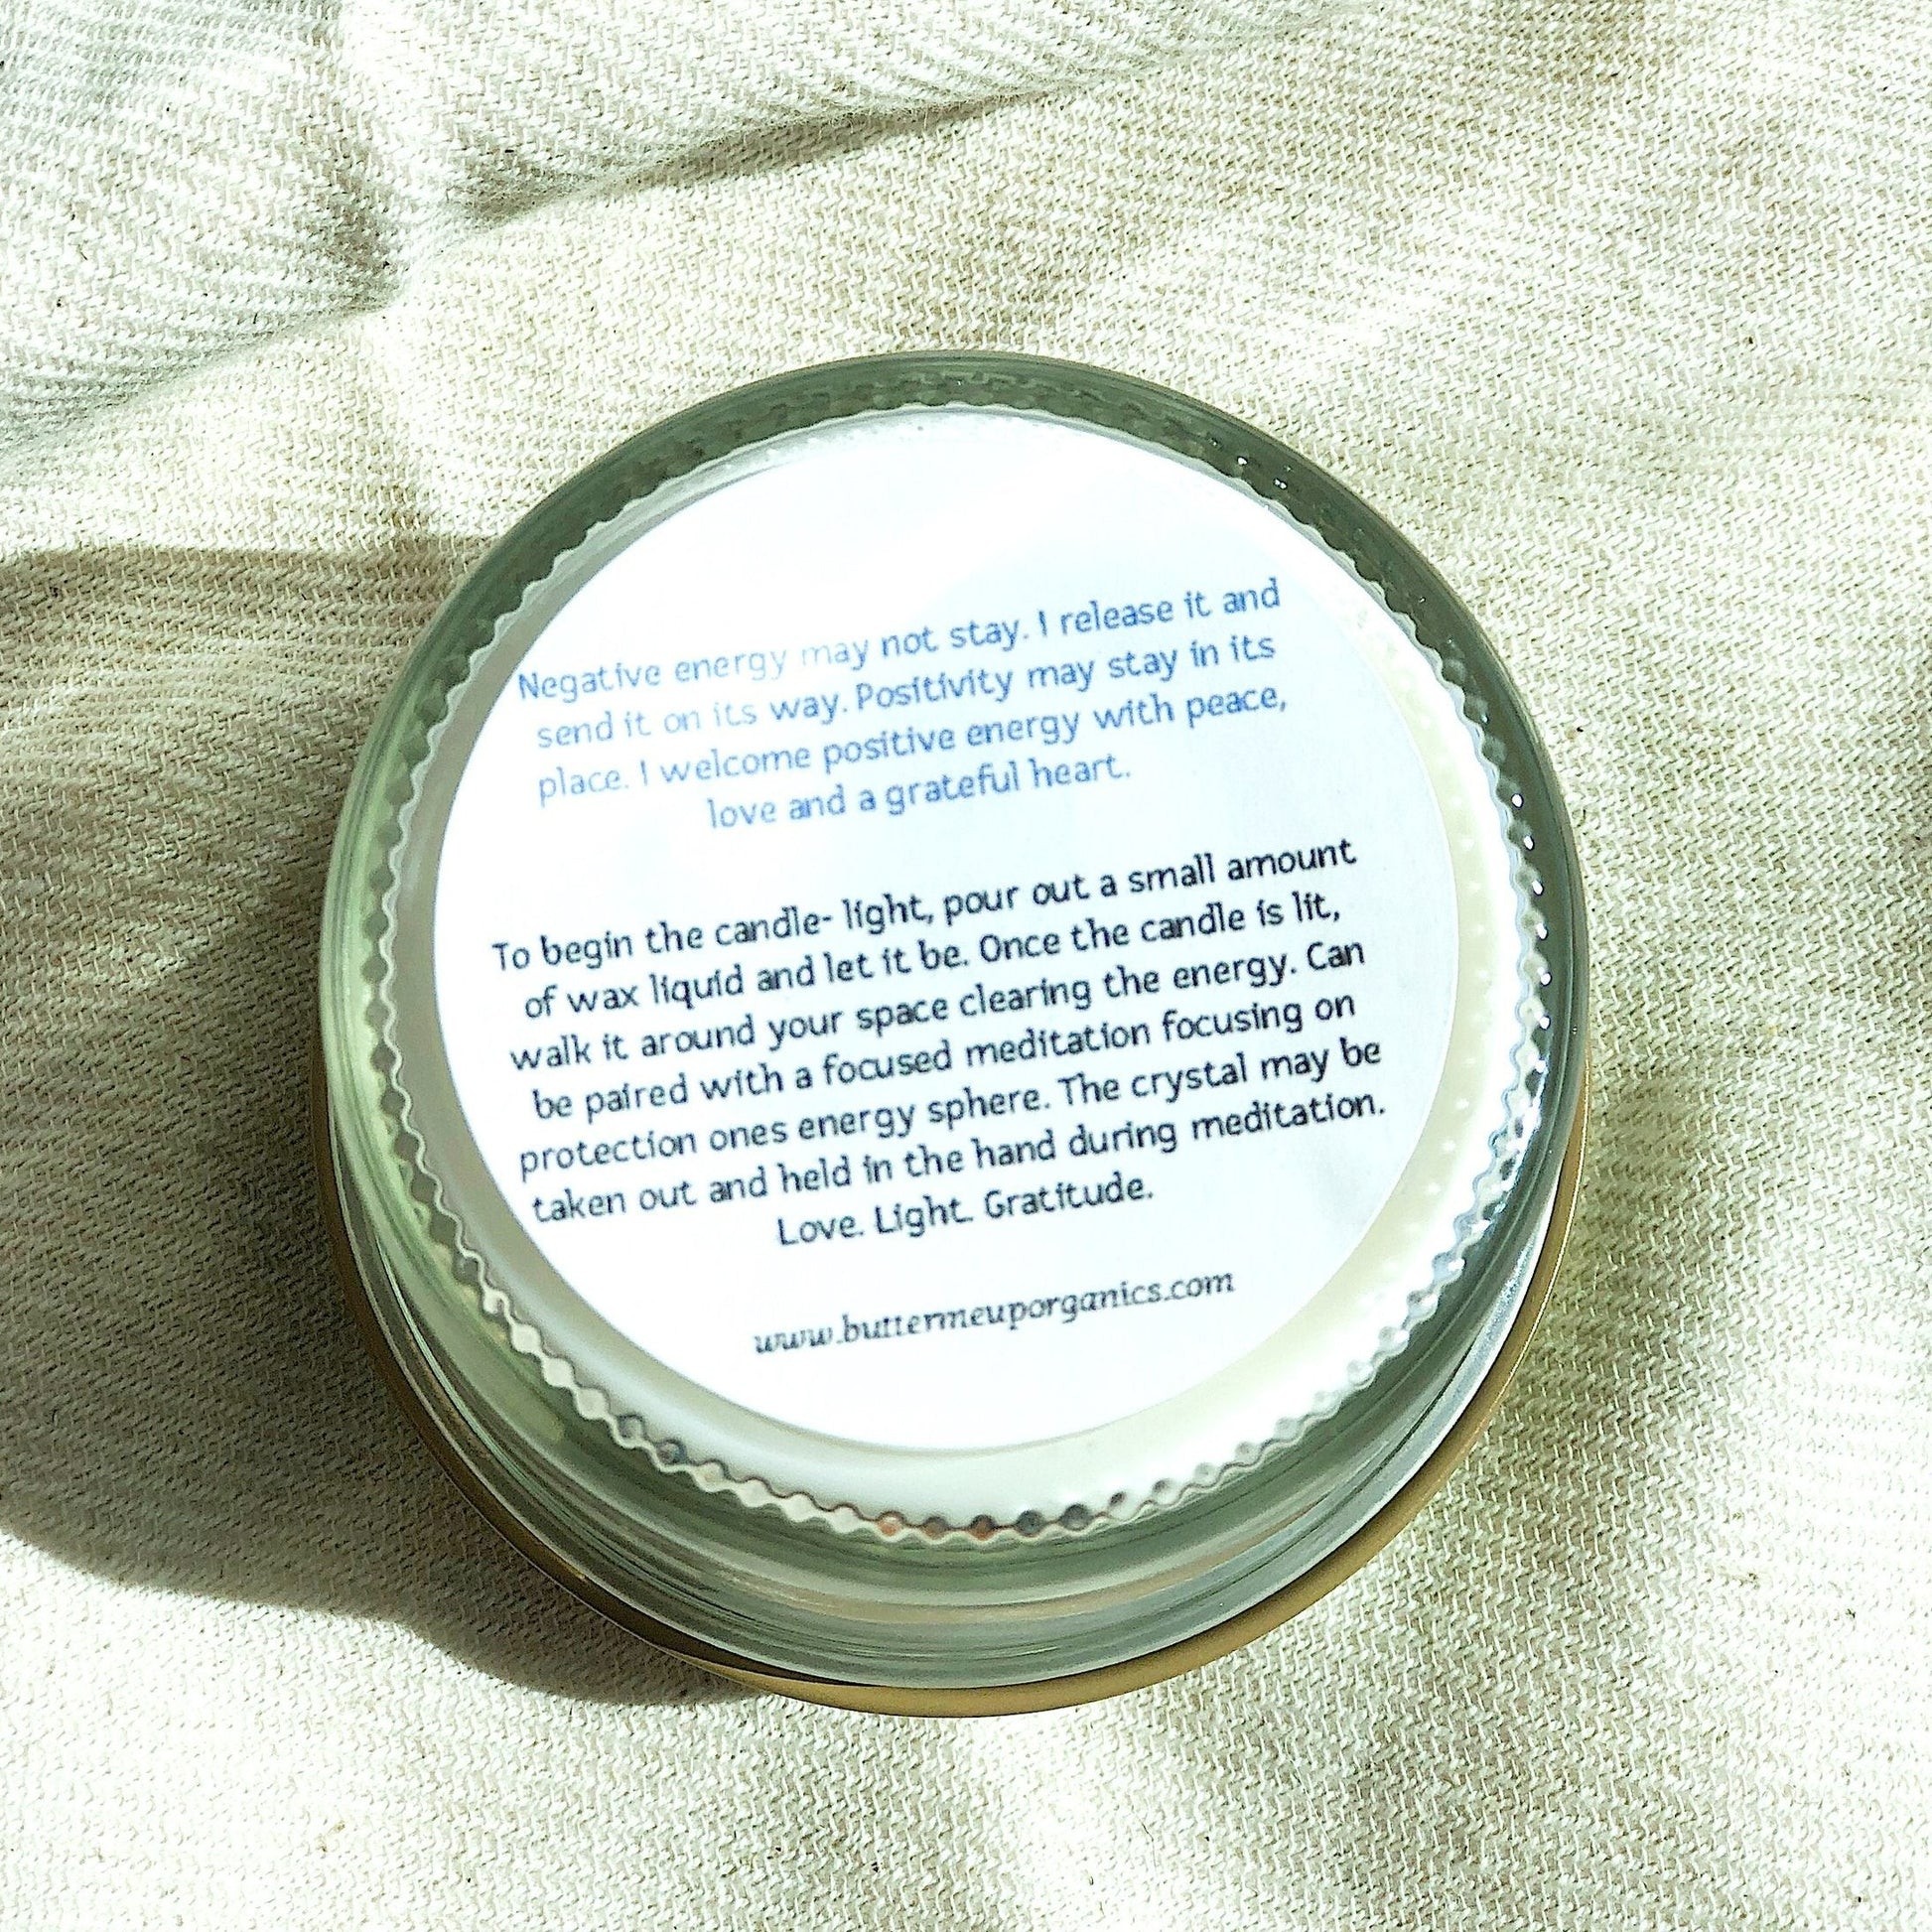 Negative energy may not stay. I release it and
send it on its way. Positivity may stay in its
place. I welcome positive energy with peace,
love and a grateful heart.
To begin the candle- light, pour out a small amount
of wax liquid and let it be. Once the candle is lit,
walk it around your space clearing the energy. Can
be paired with a focused meditation focusing on
protection ones energy sphere. The crystal may be
taken out and held in the hand during meditation.
Love. Light. Gratitude.
www.buttermeuporganics.com